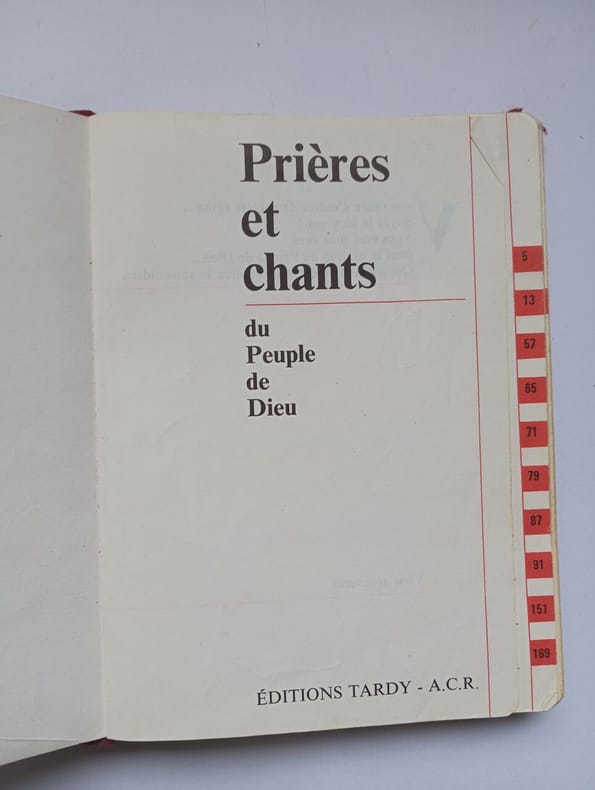 Prières
et
chants
du
Peuple
de
Dieu
5
13
57
65
71
79
87
91
151
169
ÉDITIONS TARDY - A.C.R.